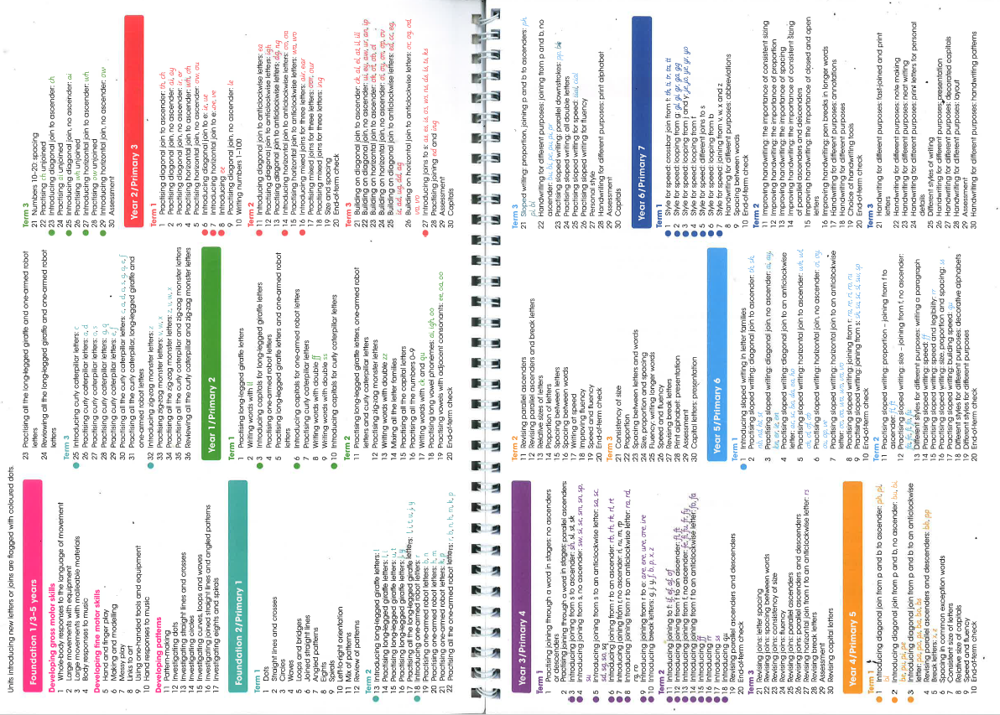 Units introducing new letters or joins are flagged with coloured dots.
Foundation 1/3–5 years
Developing gross motor skills
1 Whole-body responses to the language of movement
2 Large movements with equipment
3 Large movements with malleable materials
4 Body responses to music
Developing fine motor skills
5 Hand and finger play
6 Making and modelling
7 Messy play
8 Links to art
9 Using one-handed tools and equipment
10 Hand responses to music
Developing patterns
11 Pattern-making
12 Investigating dots
13 Investigating straight lines and crosses
14 Investigating circles
15 Investigating curves, loops and waves
16 Investigating joined straight lines and angled patterns
17 Investigating eights and spirals
Foundation 2/Primary 1
Term 1
1 Dots
2 Straight lines and crosses
3 Circles
4 Waves
5 Loops and bridges
6 Joined straight lines
7 Angled patterns
8 Eights
9 Spirals
10 Left-to-right orientation
11 Mix of patterns
12 Review of patterns
Term 2
13 Introducing long-legged giraffe letters: l
14 Practising long-legged giraffe letters: l, i
15 Practising long-legged giraffe letters: u, t
16 Practising long-legged giraffe letters: j, y
17 Practising all the long-legged giraffe letters: l, i, t, u, j, y
18 Introducing one-armed robot letters: r
19 Practising one-armed robot letters: b, n
20 Practising one-armed robot letters: h, m
21 Practising one-armed robot letters: k, p
22 Practising all the one-armed robot letters: r, b, n, h, m, k, p
23 Practising all the long-legged giraffe and one-armed robot
letters
24 Reviewing all the long-legged giraffe and one-armed robot
letters
Term 3
25 Introducing curly caterpillar letters: c
26 Practising curly caterpillar letters: a, d
27 Practising curly caterpillar letters: o, s
28 Practising curly caterpillar letters: g, q
29 Practising curly caterpillar letters: e, f
30 Practising all the curly caterpillar letters: c, a, d, o, s, g, q, e, f
31 Practising all the curly caterpillar, long-legged giraffe and
one-armed robot letters
32 Introducing zig-zag monster letters: z
33 Practising zig-zag monster letters: v, w, x
34 Practising all the zig-zag monster letters: z, v, w, x
35 Practising all the curly caterpillar and zig-zag monster letters
36 Reviewing all the curly caterpillar and zig-zag monster letters
Year 1/Primary 2
Term 1
1 Practising long-legged giraffe letters
2 Writing words with ll
3 Introducing capitals for long-legged giraffe letters
4 Practising one-armed robot letters
5 Practising long-legged giraffe letters and one-armed robot
letters
6 Introducing capitals for one-armed robot letters
7 Practising curly caterpillar letters
8 Writing words with double ff
9 Writing words with double ss
10 Introducing capitals for curly caterpillar letters
Term 2
11 Practising long-legged giraffe letters, one-armed robot
letters and curly caterpillar letters
12 Practising zig-zag monster letters
13 Writing words with double zz
14 Mixing all the letter families
15 Practising all the capital letters
16 Practising all the numbers 0–9
17 Writing words with ck and qu
18 Practising long vowel phonemes: ai, igh, oo
19 Practising vowels with adjacent consonants: ee, oa, oo
20 End-of-term check
Term 3
21 Numbers 10–20: spacing
22 Practising ch unjoined
23 Introducing diagonal join to ascender: ch
24 Practising ai unjoined
25 Introducing diagonal join, no ascender: ai
26 Practising wh unjoined
27 Introducing horizontal join to ascender: wh
28 Practising ow unjoined
29 Introducing horizontal join, no ascender: ow
30 Assessment
Year 2/Primary 3
Term 1
1 Practising diagonal join to ascender: th, ch
2 Practising diagonal join, no ascender: ai, ay
3 Practising diagonal join, no ascender: ir, er
4 Practising horizontal join to ascender: wh, oh
5 Practising horizontal join, no ascender: ow, ou
6 Introducing diagonal join to e: ie, ue
7 Introducing horizontal join to e: oe, ve
8 Practising ee
9 Practising diagonal join, no ascender: le
10 Writing numbers 1–100
Term 2
11 Introducing diagonal join to anticlockwise letters: ea
12 Practising diagonal join to anticlockwise letters: igh
13 Practising diagonal join to anticlockwise letters: dg, ng
14 Introducing horizontal join to anticlockwise letters: oo, oa
15 Practising horizontal join to anticlockwise letters: wa, wo
16 Introducing mixed joins for three letters: air, ear
17 Practising mixed joins for three letters: oor, our
18 Practising mixed joins for three letters: ing
19 Size and spacing
20 End-of-term check
Term 3
21 Building on diagonal join to ascender: ck, al, el, at, il, ill
22 Building on diagonal join, no ascender: ui, ey, aw, ur, an, ip
23 Building on horizontal join to ascender: ok, ot, ob, ol
24 Building on horizontal join, no ascender: oi, oy, on, op, ov
25 Building on diagonal join to anticlockwise letters: ed, cc, eg,
ic, ad, ug, dd, ag
26 Building on horizontal join to anticlockwise letters: oc, og, od,
va, vo
27 Introducing joins to s: us, es, is, as, ns, ds, ls, ts, ks
28 Practising joining ed and ing
29 Assessment
30 Capitals
Year 3/Primary 4
Term 1
1 Practising joining through a word in stages: no ascenders
or descenders
2 Practising joining through a word in stages: parallel ascenders
3 Introducing joining from s to ascender: sh, sl, st, sk
4 Introducing joining from s, no ascender: sw, si, se, sm, sn, sp,
su
5 Introducing joining from s to an anticlockwise letter: sa, sc,
sd, sg, so, sq
6 Introducing joining from r to ascender: rb, rh, rk, rl, rt
7 Introducing joining from r, no ascender: ri, ru, rn, rp
8 Introducing joining from r to an anticlockwise letter: ra, rd,
rg, ro
9 Introducing joining from r to e: are, ere, ure, ore, ire
10 Introducing break letters: g, j, y, f, b, p, x, z
Term 2
11 Introducing joining to f: if, ef, af, of
12 Introducing joining from f to ascender: fl, ft
13 Introducing joining from f, no ascender: fe, fi, fu, fr, fy
14 Introducing joining from f to an anticlockwise letter: fo, fa
15 Introducing ff
16 Introducing rr
17 Introducing ss
18 Introducing qu
19 Revising parallel ascenders and descenders
20 End-of-term check
Term 3
21 Revising joins: letter spacing
22 Revising joins: spacing between words
23 Revising joins: consistency of size
24 Revising joins: fluency
25 Revising joins: parallel ascenders
26 Revising joins: parallel ascenders and descenders
27 Revising horizontal join from r to an anticlockwise letter: rs
28 Revising break letters
29 Assessment
30 Revising capital letters
Year 4/Primary 5
Term 1
1 Introducing diagonal join from p and b to ascender: ph, pl,
bl
2 Introducing diagonal join from p and b, no ascender: bu, bi,
be, pu, pi, pe
3 Introducing diagonal join from p and b to an anticlockwise
letter: pa, po, ps, ba, bo, bs
4 Revising parallel ascenders and descenders: bb, pp
5 Break letters: x, z
6 Spacing in common exception words
7 Consistent size of letters
8 Relative size of capitals
9 Speed and fluency
10 End-of-term check
Term 2
11 Revising parallel ascenders
12 Revising parallel ascenders and break letters
13 Relative sizes of letters
14 Proportion of letters
15 Spacing between letters
16 Spacing between words
17 Writing at speed
18 Improving fluency
19 Speed and fluency
20 End-of-term check
Term 3
21 Consistency of size
22 Proportion
23 Spacing between letters and words
24 Size, proportion and spacing
25 Fluency: writing longer words
26 Speed and fluency
27 Revising break letters
28 Print alphabet: presentation
29 Assessment
30 Capital letters: presentation
Year 5/Primary 6
Term 1
1 Introducing sloped writing in letter families
2 Practising sloped writing: diagonal join to ascender: th, sh,
nb, nd, ht, st
3 Practising sloped writing: diagonal join, no ascender: ai, ay,
4 Practising sloped writing: diagonal join to an anticlockwise
letter: ea, sc, ha, da, ho
5 Practising sloped writing: horizontal join to ascender: wh, wl,
6 Practising sloped writing: horizontal join, no ascender: oi, oy,
ou, op, ve
7 Practising sloped writing: horizontal join to an anticlockwise
letter: oo, oa, wa, wo, va, vo
8 Practising sloped writing: joining from r: ra, re, ri, ro, ru
9 Practising sloped writing: joining from s: sh, su, sc, sl, sw, sp
10 End-of-term check
Term 2
11 Practising sloped writing: proportion – joining from f to
ascender: fl, ft
12 Practising sloped writing: size – joining from f, no ascender:
fa, fe, fi, fo, fu
13 Different styles for different purposes: writing a paragraph
14 Practising sloped writing: speed: ff
15 Practising sloped writing: speed and legibility: rr
16 Practising sloped writing: size, proportion and spacing: ss
17 Practising sloped writing: building speed: qu
18 Different styles for different purposes: decorative alphabets
19 Different styles for different purposes
20 End-of-term check
Term 3
21 Sloped writing: proportion, joining p and b to ascenders: ph,
pl, bl
22 Handwriting for different purposes: joining from p and b, no
ascender: bu, bi, pe, pu, pi, pr
23 Practising sloped writing: parallel downstrokes: pp, bb
24 Practising sloped writing: all double letters
25 Practising sloped writing for speed:
26 Practising sloped writing for fluency
27 Personal style
28 Handwriting for different purposes: print alphabet
29 Assessment
30 Capitals
Year 6/Primary 7
Term 1
1 Style for speed: crossbar join from t: th, ti, tr, ta, tt
2 Style for speed: looping from g: gl, gi, gr, ga, gg
3 Style for speed: looping from j and y: je, jo, ye, yr, yo
4 Style for speed: looping from f
5 Style for speed: different joins to s
6 Style for speed: looping from b
7 Style for speed: joining from v, w, x and z
8 Handwriting for different purposes: abbreviations
9 Spacing between words
10 End-of-term check
Term 2
11 Improving handwriting: the importance of consistent sizing
12 Improving handwriting: the importance of proportion
13 Improving handwriting: the importance of spacing
14 Improving handwriting: the importance of consistent sizing
of parallel ascenders and descenders
15 Improving handwriting: the importance of closed and open
letters
16 Improving handwriting: pen breaks in longer words
17 Handwriting for different purposes: annotations
18 Handwriting for different purposes
19 Choice of handwriting tools
20 End-of-term check
Term 3
21 Handwriting for different purposes: fast-joined and print
letters
22 Handwriting for different purposes: note making
23 Handwriting for different purposes: neat writing
24 Handwriting for different purposes: print letters for personal
details
25 Different styles of writing
26 Handwriting for different purposes: presentation
27 Handwriting for different purposes: decorated capitals
28 Handwriting for different purposes: layout
29 Assessment
30 Handwriting for different purposes: handwriting patterns